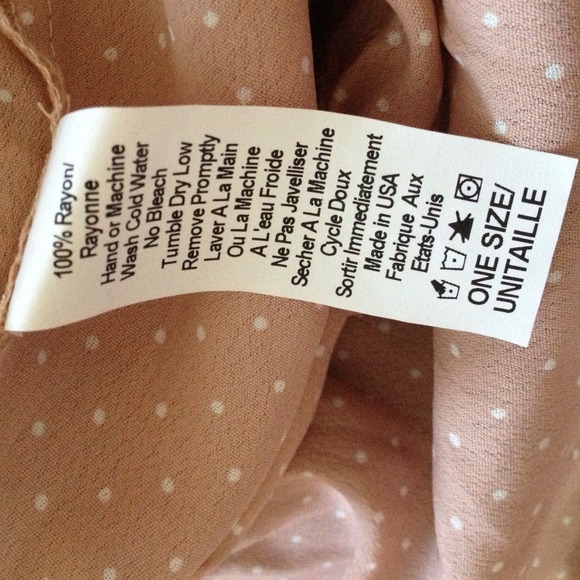 100% Rayon/
Rayonne
Hand or Machine
Wash Cold Water
No Bleach
Tumble Dry Low
Remove Promptly
Laver A La Main
Ou La Machine
A L'eau Froide
Ne Pas Javelliser
Secher A La Machine
Cycle Doux
Sortir Immediatement
Made in USA
Fabrique Aux
Etats-Unis
ONE SIZE/
UNITAILLE